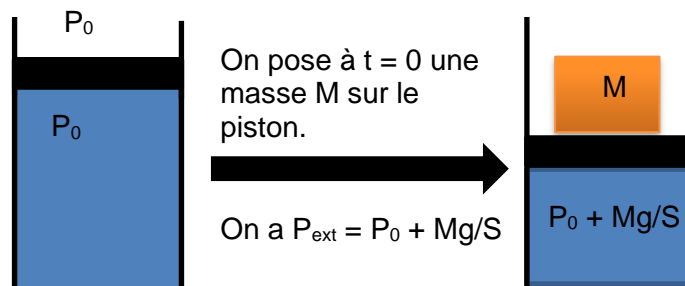 P₀
P₀
On pose à t = 0 une
masse M sur le
piston.
On a Pₑₓₜ = P₀ + Mg/S
M
P₀ + Mg/S